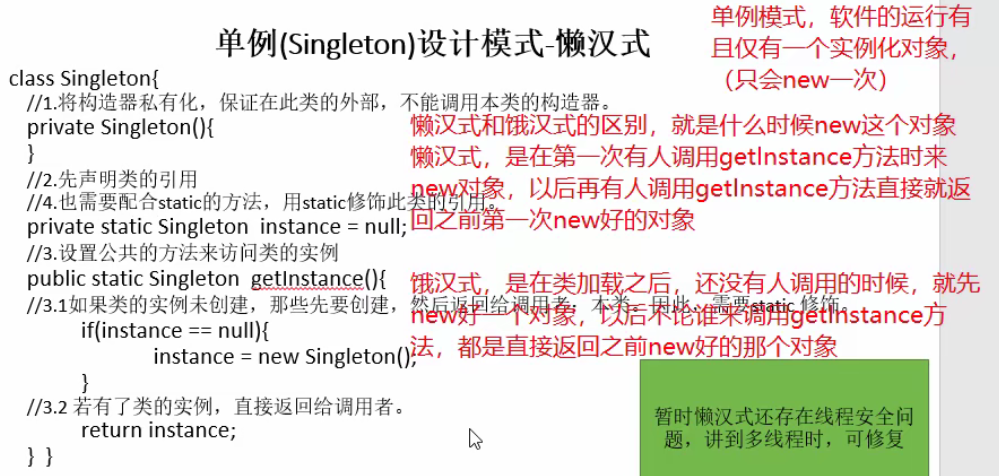 单例(Singleton)设计模式-懒汉式
单例模式，软件的运行有
且仅有一个实例化对象，
（只会new一次）
class Singleton{
//1.将构造器私有化，保证在此类的外部，不能调用本类的构造器。
private Singleton(){
}
//2.先声明类的引用
//4.也需要配合static的方法，用static修饰此类的引用。
private static Singleton instance = null;
//3.设置公共的方法来访问类的实例
public static Singleton getInstance(){
//3.1如果类的实例未创建，那些先要创建，然后返回给调用者：本类。因此，需要static 修饰。
if(instance == null){
instance = new Singleton();
}
//3.2 若有了类的实例，直接返回给调用者。
return instance;
} }
懒汉式和饿汉式的区别，就是什么时候new这个对象
懒汉式，是在第一次有人调用getInstance方法时来
new对象，以后再有人调用getInstance方法直接就返
回之前第一次new好的对象
饿汉式，是在类加载之后，还没有人调用的时候，就先
new好一个对象，以后不论谁来调用getInstance方
法，都是直接返回之前new好的那个对象
暂时懒汉式还存在线程安全问
题，讲到多线程时，可修复